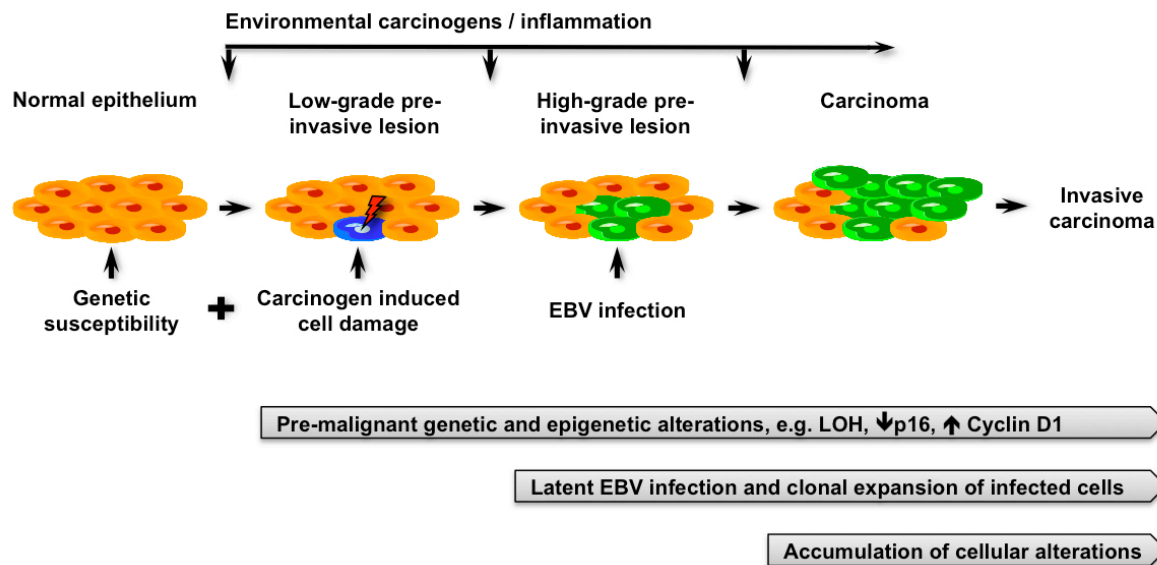 Environmental carcinogens / inflammation
Normal epithelium
Low-grade pre-
invasive lesion
High-grade pre-
invasive lesion
Carcinoma
Invasive
carcinoma
Genetic
susceptibility
+
Carcinogen induced
cell damage
EBV infection
Pre-malignant genetic and epigenetic alterations, e.g. LOH, ↓p16, ↑ Cyclin D1
Latent EBV infection and clonal expansion of infected cells
Accumulation of cellular alterations